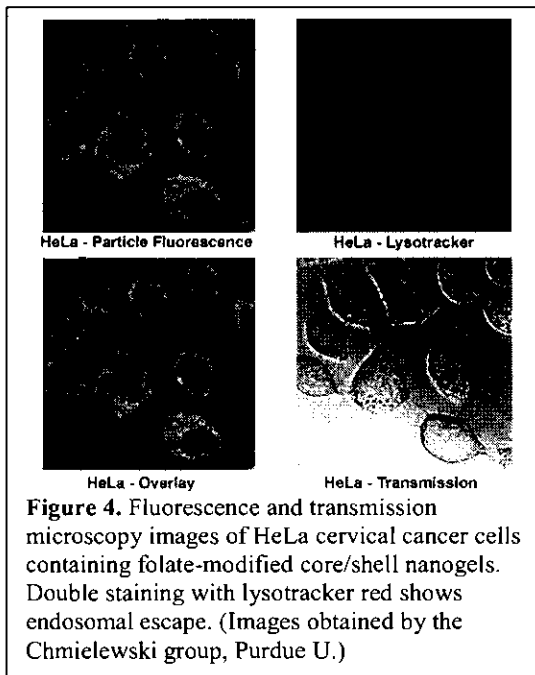 HeLa - Particle Fluorescence
HeLa - Lysotracker
HeLa - Overlay
HeLa - Transmission
Figure 4. Fluorescence and transmission
microscopy images of HeLa cervical cancer cells
containing folate-modified core/shell nanogels.
Double staining with lysotracker red shows
endosomal escape. (Images obtained by the
Chmielewski group, Purdue U.)